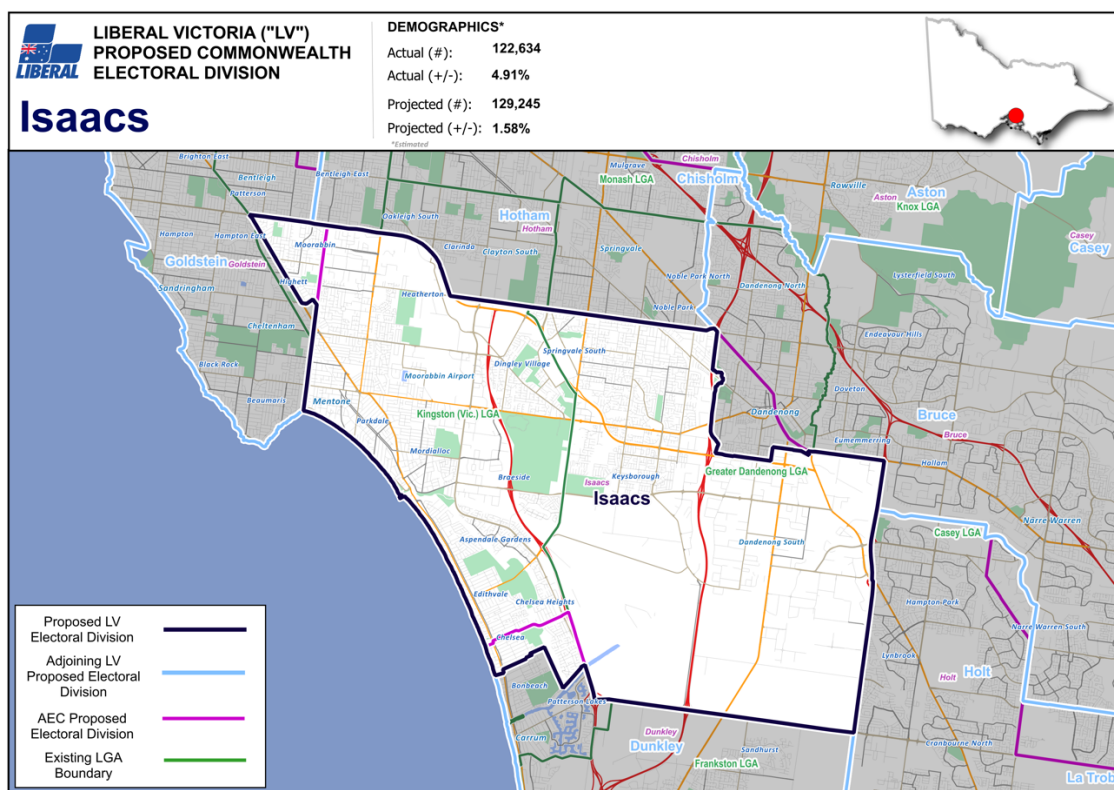 LIBERAL
LIBERAL VICTORIA ("LV")
PROPOSED COMMONWEALTH
ELECTORAL DIVISION
Isaacs
DEMOGRAPHICS*
Actual (#): 122,634
Actual (+/-): 4.91%
Projected (#): 129,245
Projected (+/-): 1.58%
*Estimated
Brighton East
Bentleigh
Patterson
Bentleigh East
Hampton
Hampton East
Moorabbin
Oakleigh South
Clarinda
Clayton South
Hotham
Hotham
Mulgrave
Monash LGA
Chisholm
Chisholm
Rowville
Aston
Aston
Knox LGA
Casey
Casey
Springvale
Goldstein
Goldstein
Sandringham
Highett
Heatherton
Noble Park North
Noble Park
Dandenong North
Lysterfield South
Endeavour Hills
Cheltenham
Black Rock
Beaumaris
Mentone
Moorabbin Airport
Dingley Village
Springvale South
Doveton
Dandenong
Bruce
Bruce
Eumemmerring
Hallam
Parkdale
Kingston (Vic.) LGA
Mordialloc
Braeside
Keysborough
Greater Dandenong LGA
Isaacs
Isaacs
Narre Warren
Casey LGA
Aspendale Gardens
Dandenong South
Edithvale
Chelsea Heights
Chelsea
Hampton Park
Narre Warren South
Lynbrook
Holt
Holt
Bonbeach
Patterson Lakes
Carrum
Dunkley
Dunkley
Sandhurst
Frankston LGA
Cranbourne North
La Trob
Proposed LV
Electoral Division
Adjoining LV
Proposed Electoral
Division
AEC Proposed
Electoral Division
Existing LGA
Boundary